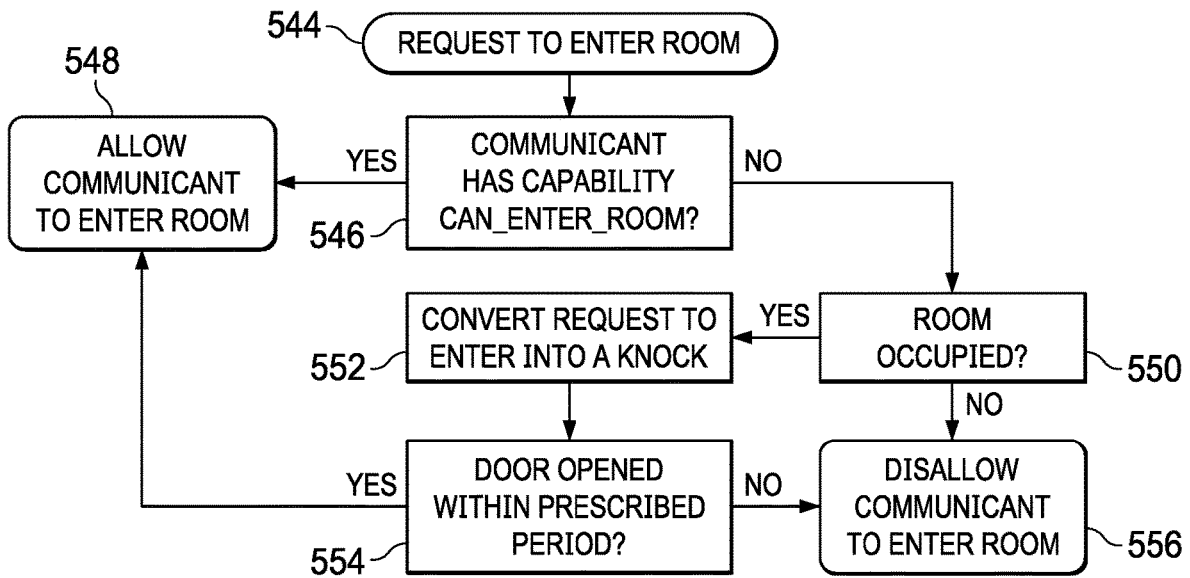 544
REQUEST TO ENTER ROOM
548
ALLOW
COMMUNICANT
TO ENTER ROOM
YES
COMMUNICANT
HAS CAPABILITY
CAN_ENTER_ROOM?
546
NO
CONVERT REQUEST TO
ENTER INTO A KNOCK
552
YES
ROOM
OCCUPIED?
550
NO
YES
DOOR OPENED
WITHIN PRESCRIBED
PERIOD?
554
NO
DISALLOW
COMMUNICANT
TO ENTER ROOM
556